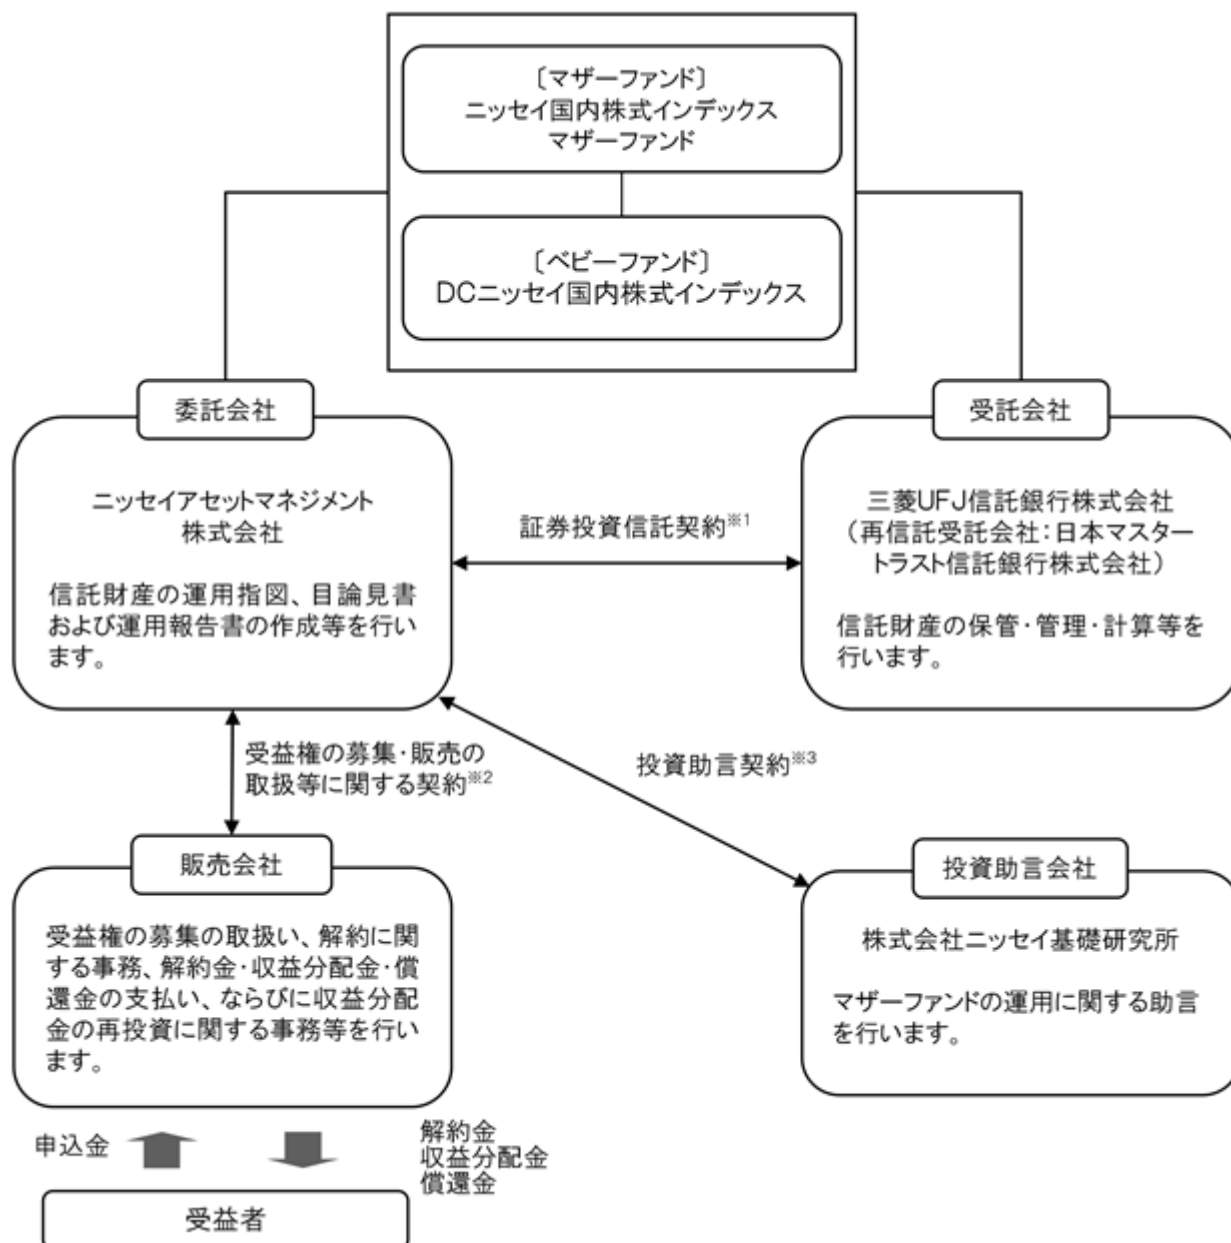 〔マザーファンド〕
ニッセイ国内株式インデックス
マザーファンド
〔ベビーファンド〕
DCニッセイ国内株式インデックス
委託会社
ニッセイアセットマネジメント
株式会社
信託財産の運用指図、目論見書
および運用報告書の作成等を行い
ます。
証券投資信託契約※1
受託会社
三菱UFJ信託銀行株式会社
（再信託受託会社：日本マスター
トラスト信託銀行株式会社）
信託財産の保管・管理・計算等を
行います。
受益権の募集・販売の
取扱等に関する契約※2
投資助言契約※3
販売会社
受益権の募集の取扱い、解約に関
する事務、解約金・収益分配金・償
還金の支払い、ならびに収益分配
金の再投資に関する事務等を行い
ます。
投資助言会社
株式会社ニッセイ基礎研究所
マザーファンドの運用に関する助言
を行います。
申込金
解約金
収益分配金
償還金
受益者